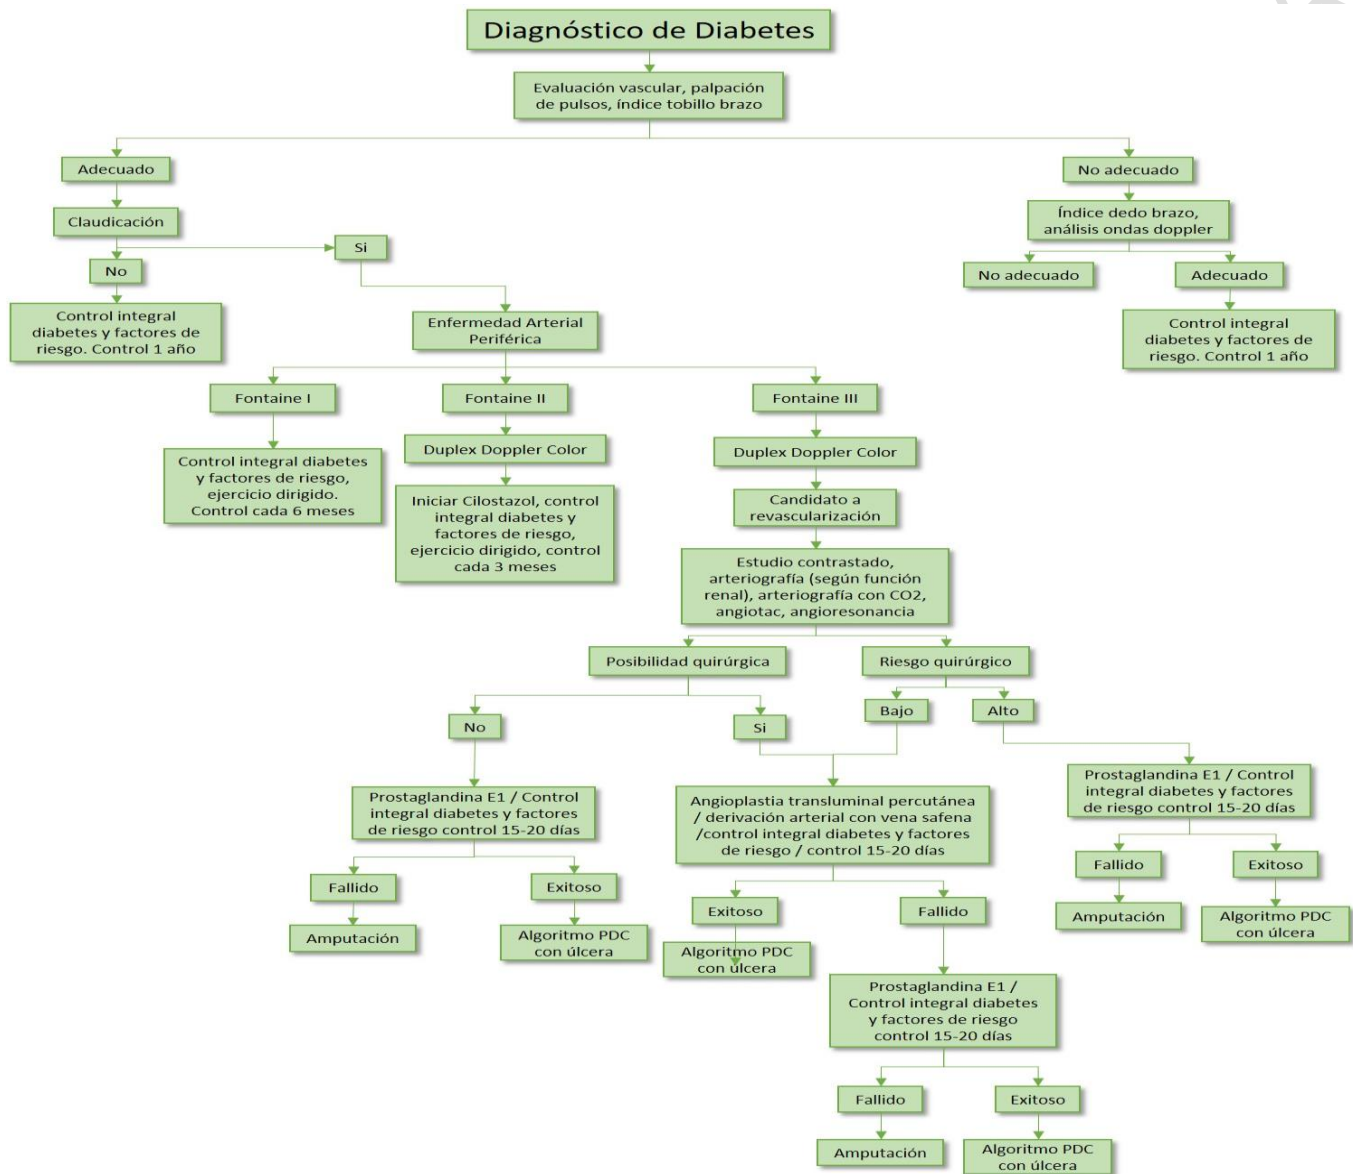 Diagnóstico de Diabetes
Evaluación vascular, palpación
de pulsos, índice tobillo brazo
Adecuado
No adecuado
Claudicación
Índice dedo brazo,
análisis ondas doppler
Si
No
No adecuado
Adecuado
Control integral
diabetes y factores de
riesgo. Control 1 año
Enfermedad Arterial
Periférica
Control integral
diabetes y factores de
riesgo. Control 1 año
Fontaine I
Fontaine II
Fontaine III
Duplex Doppler Color
Duplex Doppler Color
Control integral diabetes
y factores de riesgo,
ejercicio dirigido.
Control cada 6 meses
Iniciar Cilostazol, control
integral diabetes y
factores de riesgo,
ejercicio dirigido, control
cada 3 meses
Candidato a
revascularización
Estudio contrastado,
arteriografía (según función
renal), arteriografía con CO2,
angiotac, angioresonancia
Posibilidad quirúrgica
Riesgo quirúrgico
No
Si
Bajo
Alto
Prostaglandina E1 / Control
integral diabetes y factores
de riesgo control 15-20 días
Angioplastia transluminal percutánea
/ derivación arterial con vena safena
/control integral diabetes y factores
de riesgo / control 15-20 días
Prostaglandina E1 / Control
integral diabetes y factores
de riesgo control 15-20 días
Fallido
Exitoso
Exitoso
Fallido
Fallido
Exitoso
Amputación
Algoritmo PDC
con úlcera
Algoritmo PDC
con úlcera
Amputación
Algoritmo PDC
con úlcera
Prostaglandina E1 /
Control integral diabetes
y factores de riesgo
control 15-20 días
Fallido
Exitoso
Amputación
Algoritmo PDC
con úlcera